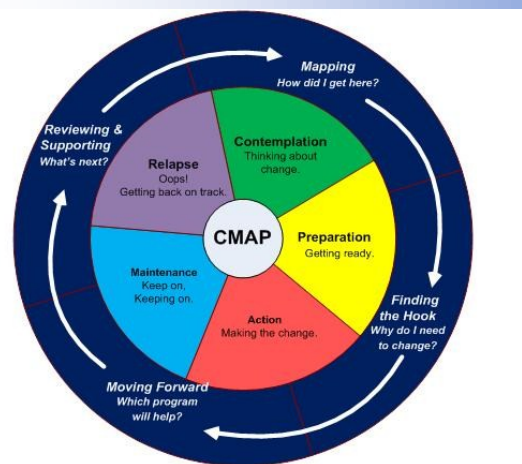 Mapping
How did I get here?
Reviewing &
Supporting
What's next?
Contemplation
Thinking about
change.
Relapse
Oops!
Getting back on track.
CMAP
Preparation
Getting ready.
Maintenance
Keep on,
Keeping on.
Action
Making the change.
Finding
the Hook
Why do I need
to change?
Moving Forward
Which program
will help?